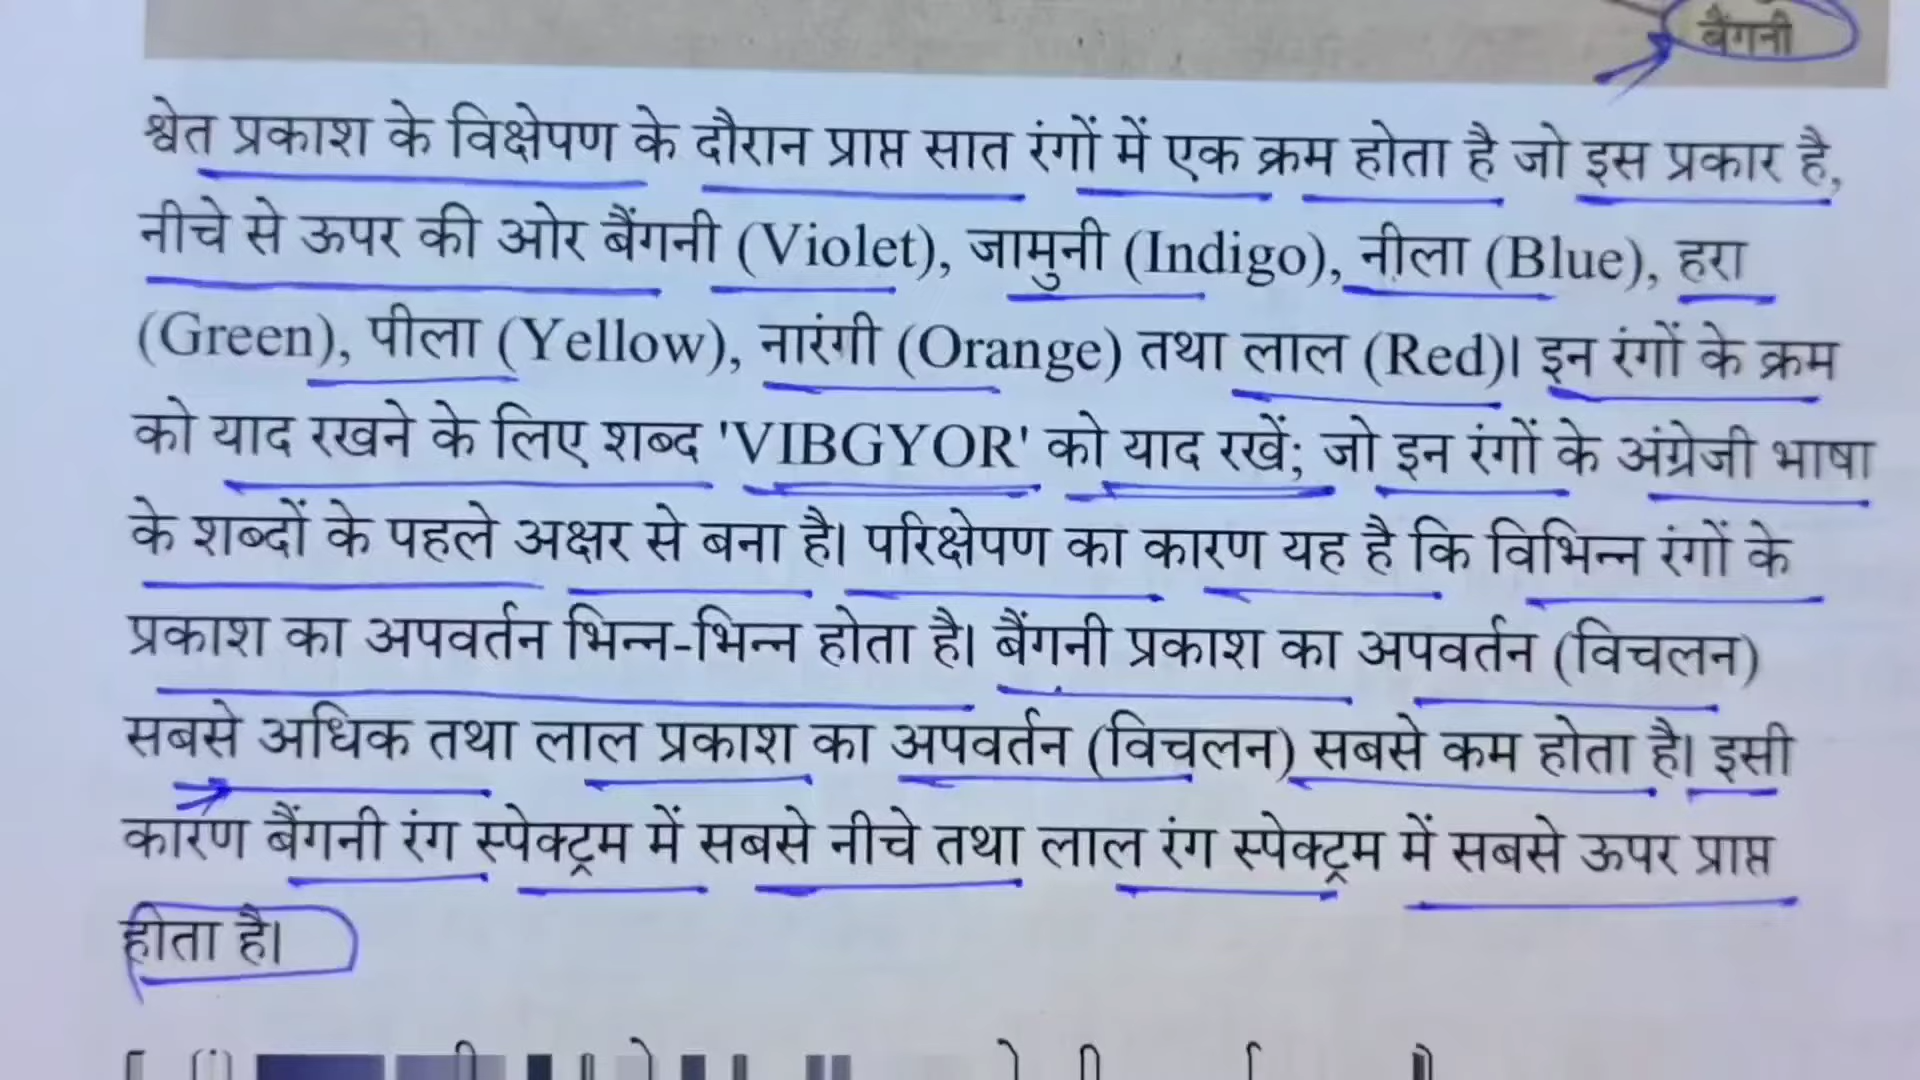 बैंगनी
श्वेत प्रकाश के विक्षेपण के दौरान प्राप्त सात रंगों में एक क्रम होता है जो इस प्रकार है,
नीचे से ऊपर की ओर बैंगनी (Violet), जामुनी (Indigo), नीला (Blue), हरा
(Green), पीला (Yellow), नारंगी (Orange) तथा लाल (Red)। इन रंगों के क्रम
को याद रखने के लिए शब्द 'VIBGYOR' को याद रखें; जो इन रंगों के अंग्रेजी भाषा
के शब्दों के पहले अक्षर से बना है। परिक्षेपण का कारण यह है कि विभिन्न रंगों के
प्रकाश का अपवर्तन भिन्न-भिन्न होता है। बैंगनी प्रकाश का अपवर्तन (विचलन)
सबसे अधिक तथा लाल प्रकाश का अपवर्तन (विचलन) सबसे कम होता है। इसी
कारण बैंगनी रंग स्पेक्ट्रम में सबसे नीचे तथा लाल रंग स्पेक्ट्रम में सबसे ऊपर प्राप्त
होता है।